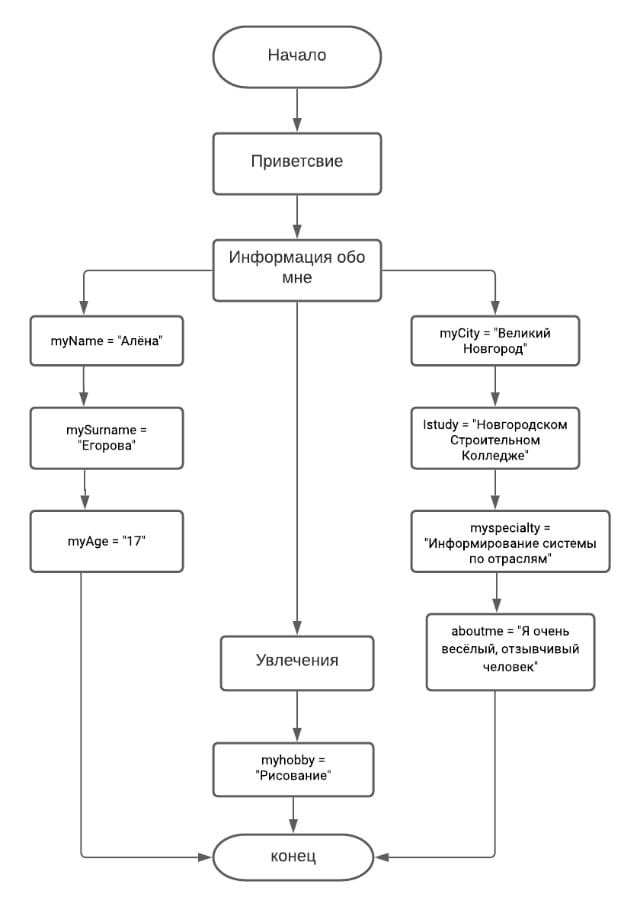 Начало
Приветсвие
Информация обо
мне
myName = "Алёна"
mySurname =
"Егорова"
myAge = "17"
myCity = "Великий
Новгород"
Istudy = "Новгородском
Строительном
Колледже"
myspecialty =
"Информирование системы
по отраслям"
aboutme = "Я очень
весёлый, отзывчивый
человек"
Увлечения
myhobby =
"Рисование"
конец